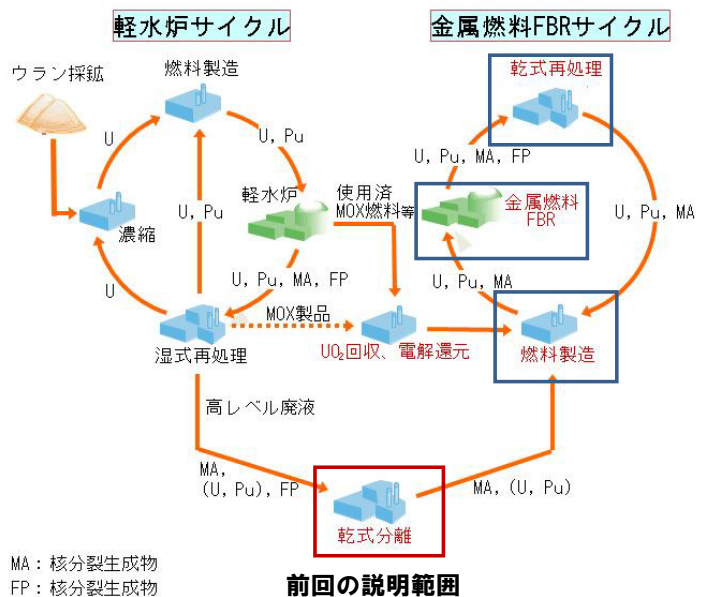 軽水炉サイクル
金属燃料FBRサイクル
ウラン採鉱
燃料製造
乾式再処理
U
U, Pu
U, Pu, MA, FP
軽水炉
使用済
MOX燃料等
金属燃料
FBR
U, Pu
U, Pu, MA
濃縮
U
U, Pu, MA, FP
U, Pu, MA
MOX製品
湿式再処理
UO₂回収、電解還元
燃料製造
高レベル廃液
MA,
(U, Pu), FP
MA, (U, Pu)
乾式分離
MA：核分裂生成物
FP：核分裂生成物
前回の説明範囲